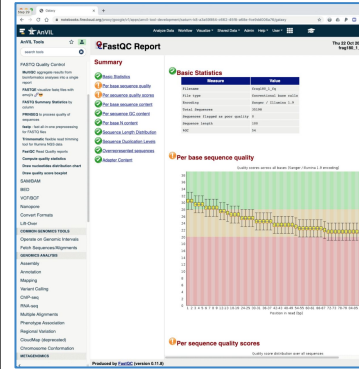 Galaxy
AnVIL
Analyze Data Workflow Visualize Shared Data Admin Help User
AnVIL Tools
search tools
FASTQ Quality Control
MultiQC aggregate results from
bioinformatics analyses into a single
report
FASTQE visualize fastq files with
emoji's
FASTQ Summary Statistics by
column
PRINSEQ to process quality of
sequences
fastp - fast all-in-one preprocessing
for FASTQ files
Trimmomatic flexible read trimming
tool for Illumina NGS data
FastQC Read Quality reports
Compute quality statistics
Draw nucleotides distribution chart
Draw quality score boxplot
SAM/BAM
BED
VCF/BCF
Nanopore
Convert Formats
Lift-Over
COMMON GENOMICS TOOLS
Operate on Genomic Intervals
Fetch Sequences/Alignments
GENOMICS ANALYSIS
Assembly
Annotation
Mapping
Variant Calling
ChIP-seq
RNA-seq
Multiple Alignments
Phenotype Association
Regional Variation
CloudMap (deprecated)
Chromosome Conformation
METAGENOMICS
FastQC Report
Thu 22 Oct
Summary
Basic Statistics
Per base sequence quality
Per sequence quality scores
Per base sequence content
Per sequence GC content
Per base N content
Sequence Length Distribution
Sequence Duplication Levels
Overrepresented sequences
Adapter Content
Basic Statistics
Measure Value
Filename
File type Conventional base calls
Encoding Sanger / Illumina 1.9
Total Sequences
Sequences flagged as poor quality 0
Sequence length
%GC
Per base sequence quality
Quality scores across all bases (Sanger / Illumina 1.9 encoding)
Position in read (bp)
Per sequence quality scores
Quality score distribution over all sequences
Produced by FastQC (version 0.11.8)